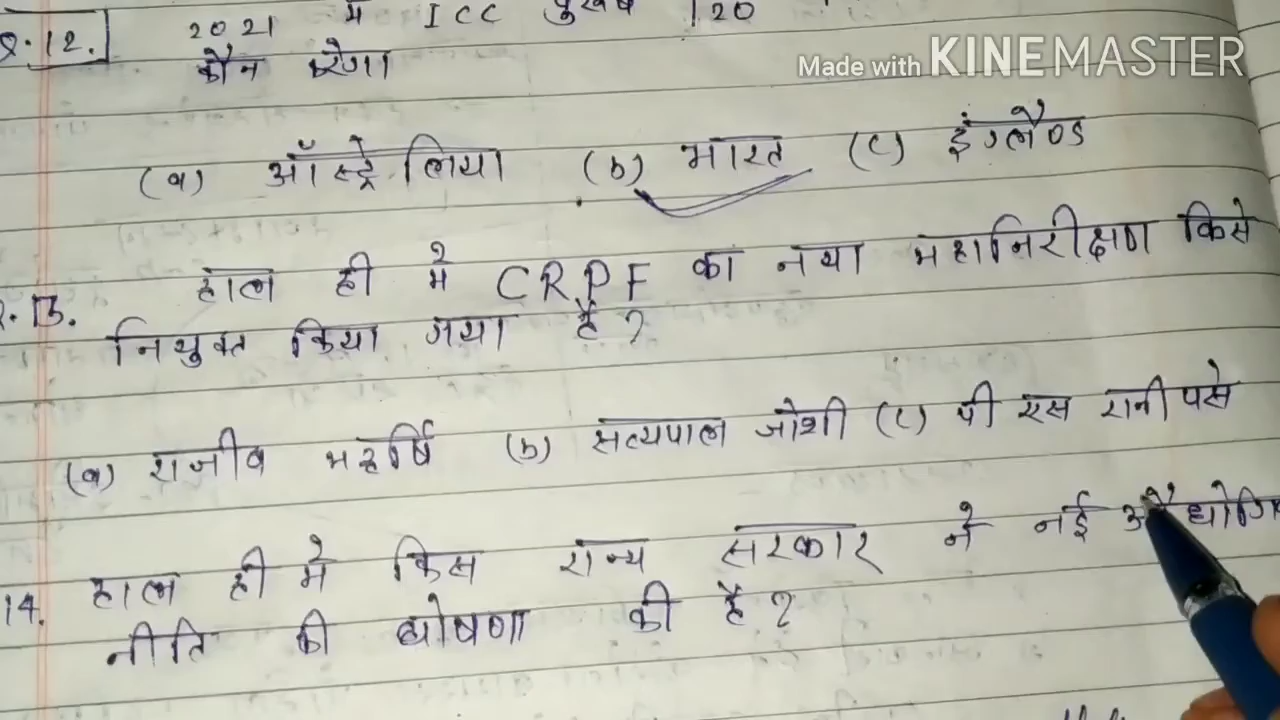 Q.12. 2021 में ICC पुरुष T20
कौन करेगा
Made with KINEMASTER
(a) ऑस्ट्रेलिया (b) भारत (c) इंग्लैण्ड
13. हाल ही में CRPF का नया महानिरीक्षण किसे
नियुक्त किया गया है?
(a) राजीव महर्षि (b) सत्यपाल जोशी (c) पी एस रानीपसे
14. हाल ही में किस राज्य सरकार ने नई औद्योगि
नीति की घोषणा की है?